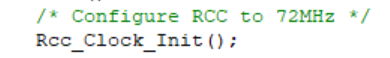 /* Configure RCC to 72MHz */
Rcc_Clock_Init();